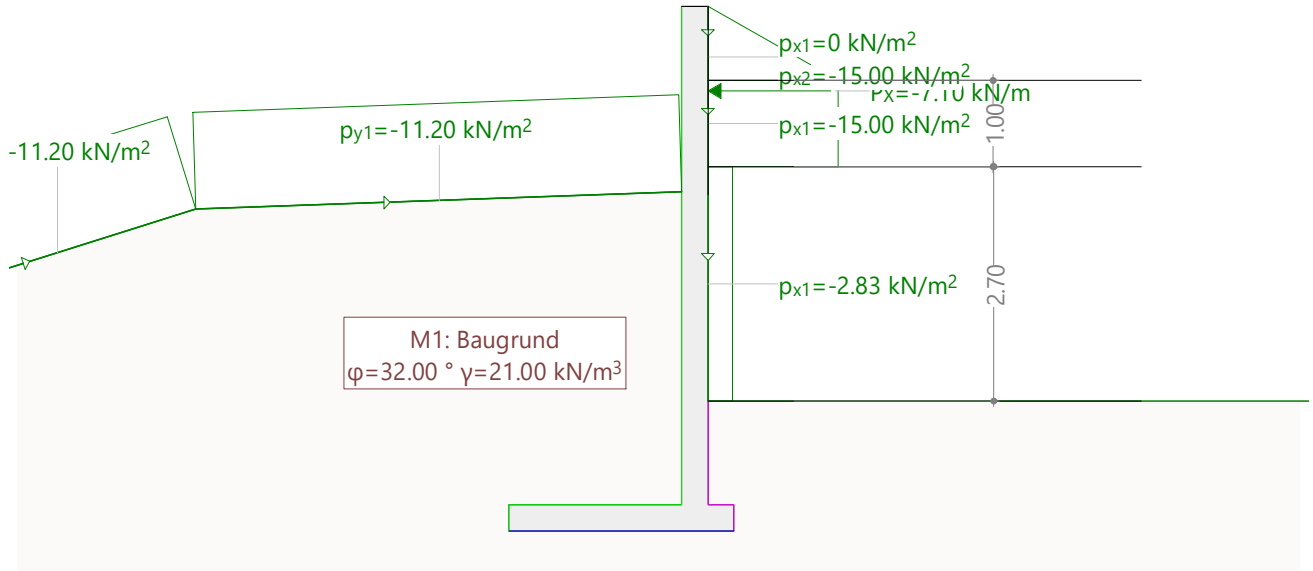 px1=0 kN/m²
px2=-15.00 kN/m²
Px=-7.10 kN/m
1.00
px1=-15.00 kN/m²
py1=-11.20 kN/m²
-11.20 kN/m²
2.70
px1=-2.83 kN/m²
M1: Baugrund
φ=32.00 ° γ=21.00 kN/m³